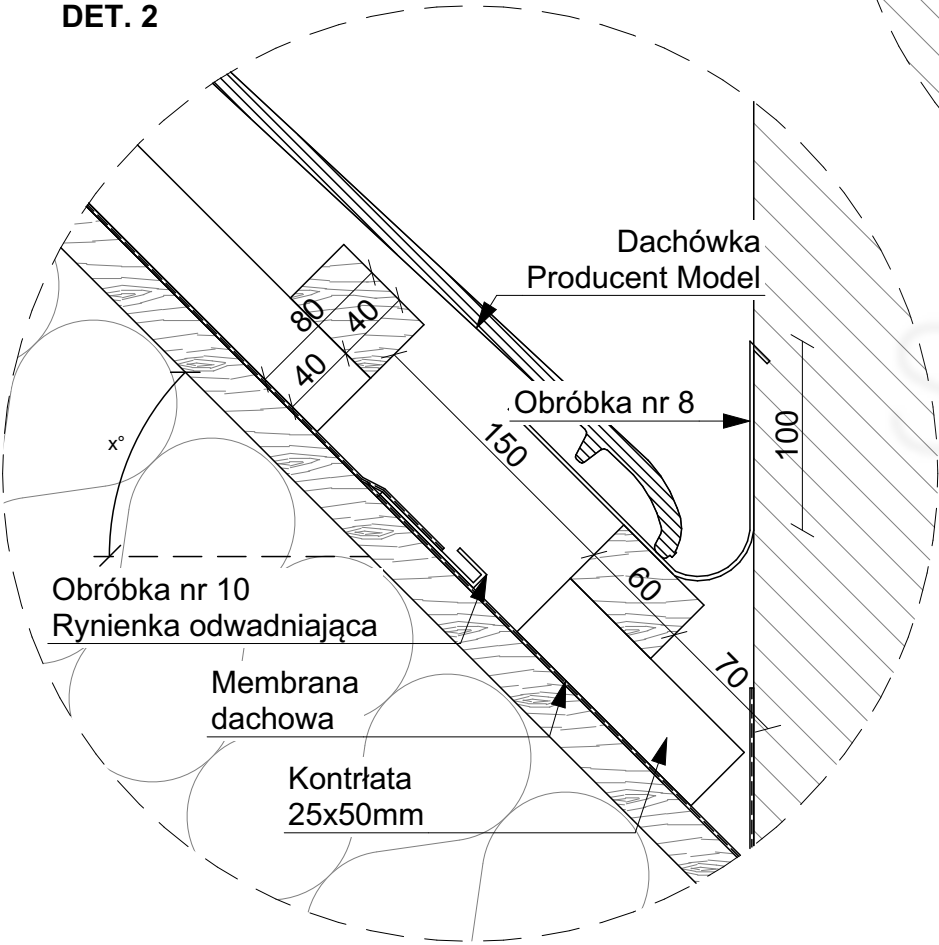 DET. 2
Dachówka
Producent Model
80
40
40
Obróbka nr 8
100
150
x°
60
Obróbka nr 10
Rynienka odwadniająca
70
Membrana
dachowa
Kontrłata
25x50mm